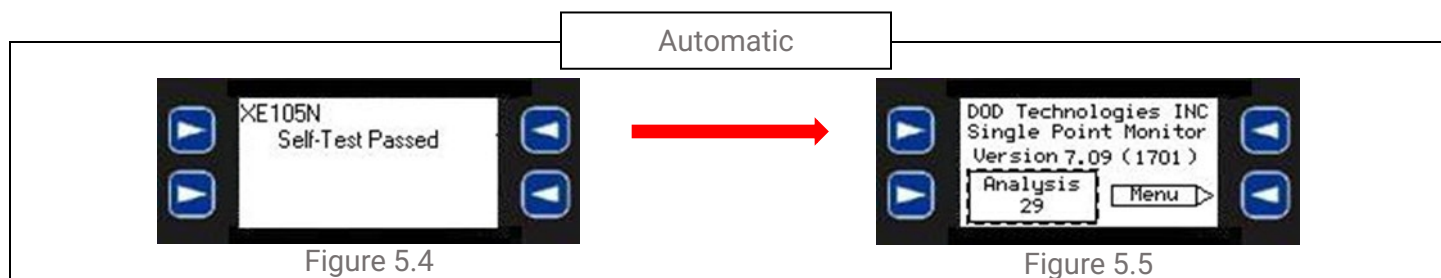 Automatic
XE105N
Self-Test Passed
DOD Technologies INC
Single Point Monitor
Version 7.09 (1701)
Analysis
29
Menu
Figure 5.4
Figure 5.5